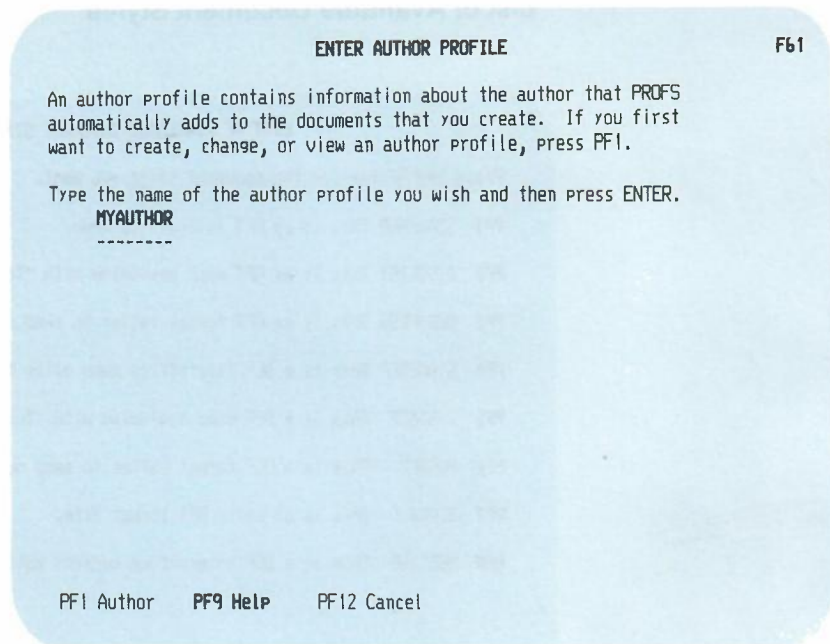 ENTER AUTHOR PROFILE F61
An author profile contains information about the author that PROFS
automatically adds to the documents that you create. If you first
want to create, change, or view an author profile, press PF1.
Type the name of the author profile you wish and then press ENTER.
MYAUTHOR
--------
PF1 Author PF9 Help PF12 Cancel